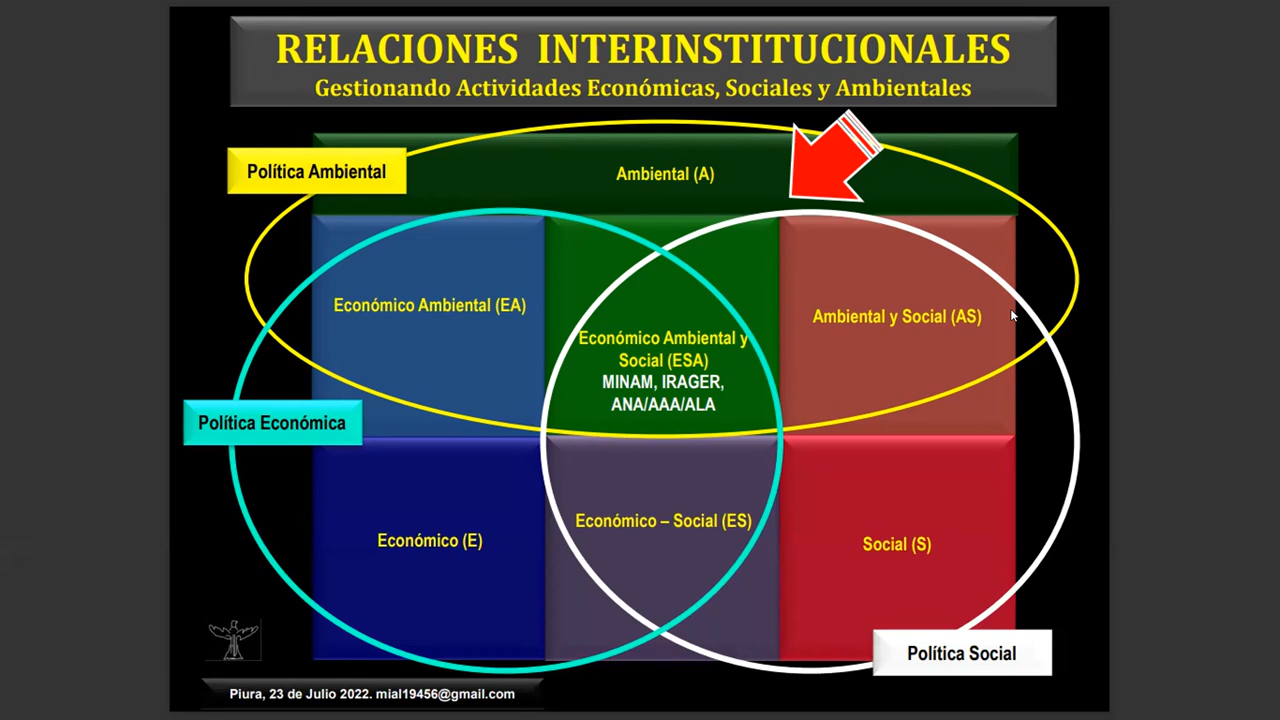 RELACIONES INTERINSTITUCIONALES
Gestionando Actividades Económicas, Sociales y Ambientales
Política Ambiental
Ambiental (A)
Económico Ambiental (EA)
Ambiental y Social (AS)
Económico Ambiental y
Social (ESA)
MINAM, IRAGER,
ANA/AAA/ALA
Política Económica
Económico – Social (ES)
Económico (E)
Social (S)
Política Social
Piura, 23 de Julio 2022. mial19456@gmail.com